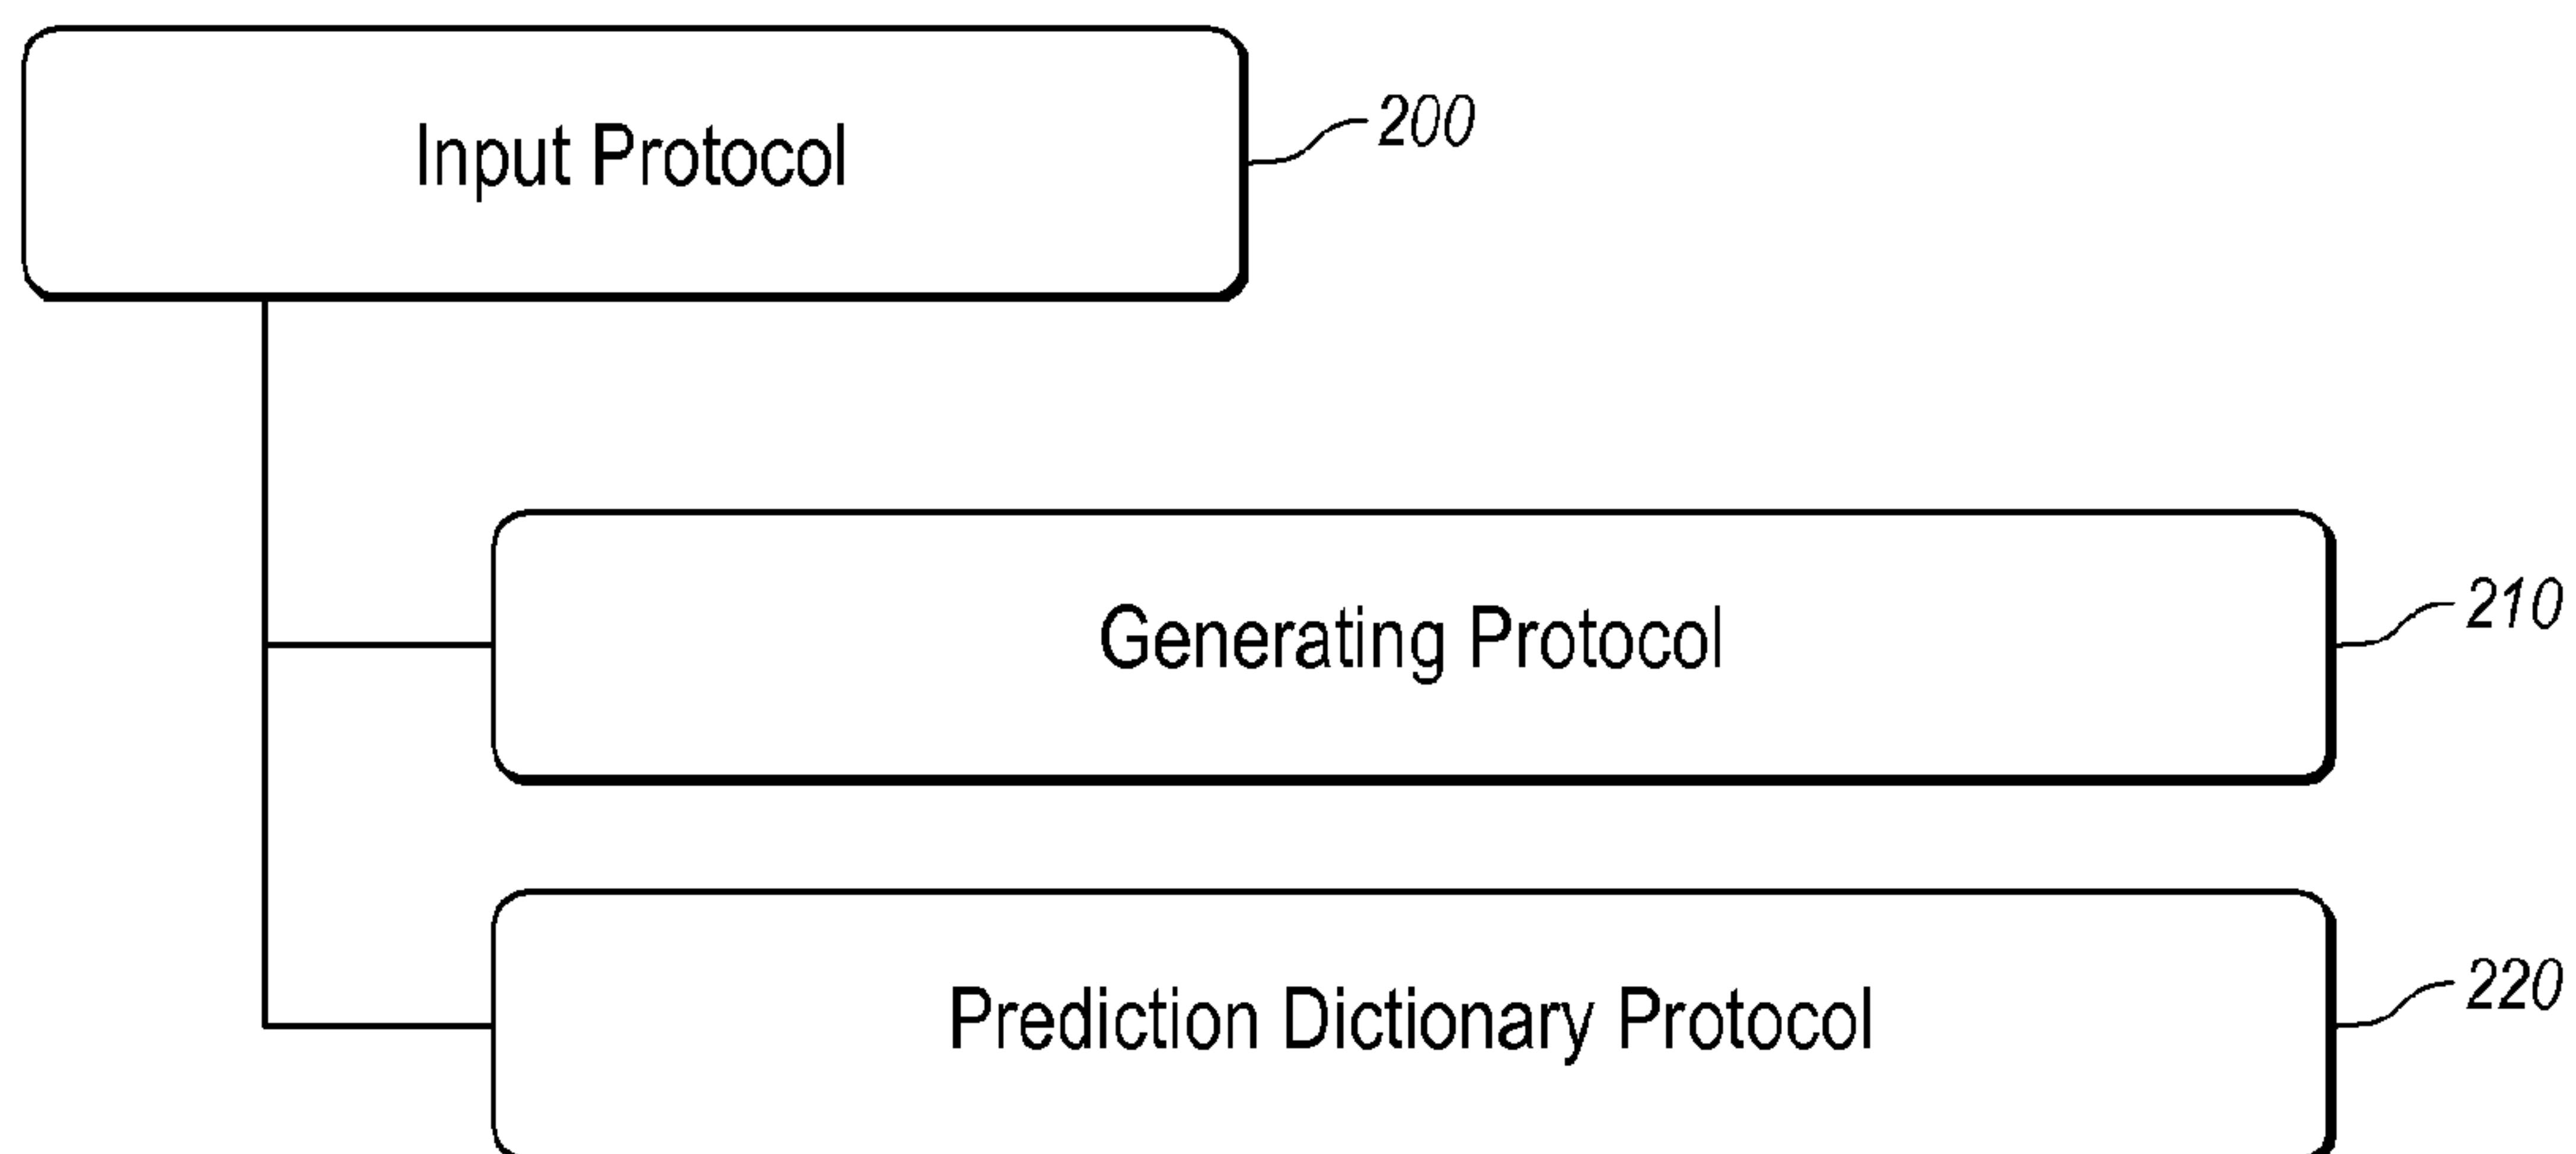 Input Protocol
200
Generating Protocol
210
Prediction Dictionary Protocol
220